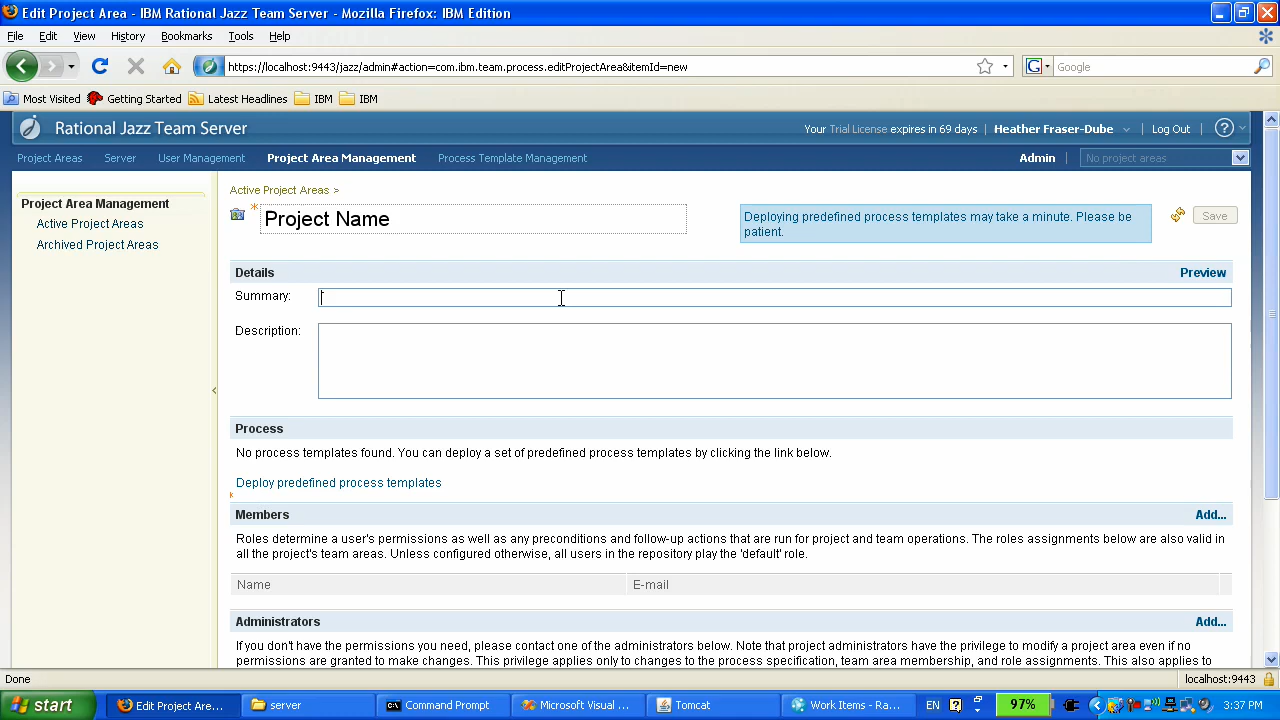 Edit Project Area - IBM Rational Jazz Team Server - Mozilla Firefox: IBM Edition
File Edit View History Bookmarks Tools Help
https://localhost:9443/jazz/admin#action=com.ibm.team.process.editProjectArea&itemId=new
G Google
Most Visited Getting Started Latest Headlines IBM IBM
Rational Jazz Team Server
Your Trial License expires in 69 days | Heather Fraser-Dube | Log Out | ?
Project Areas Server User Management Project Area Management Process Template Management Admin | No project areas
Project Area Management
Active Project Areas
Archived Project Areas
Active Project Areas >
* Project Name
Deploying predefined process templates may take a minute. Please be
patient.
Save
Details Preview
Summary:
Description:
Process
No process templates found. You can deploy a set of predefined process templates by clicking the link below.
Deploy predefined process templates
*
Members Add...
Roles determine a user's permissions as well as any preconditions and follow-up actions that are run for project and team operations. The roles assignments below are also valid in
all the project's team areas. Unless configured otherwise, all users in the repository play the 'default' role.
Name E-mail
Administrators Add...
If you don't have the permissions you need, please contact one of the administrators below. Note that project administrators have the privilege to modify a project area even if no
permissions are granted to make changes. This privilege applies only to changes to the process specification, team area membership, and role assignments. This also applies to
Done localhost:9443
start Edit Project Are... server Command Prompt Microsoft Visual ... Tomcat Work Items - Ra... EN ? 97% 3:37 PM